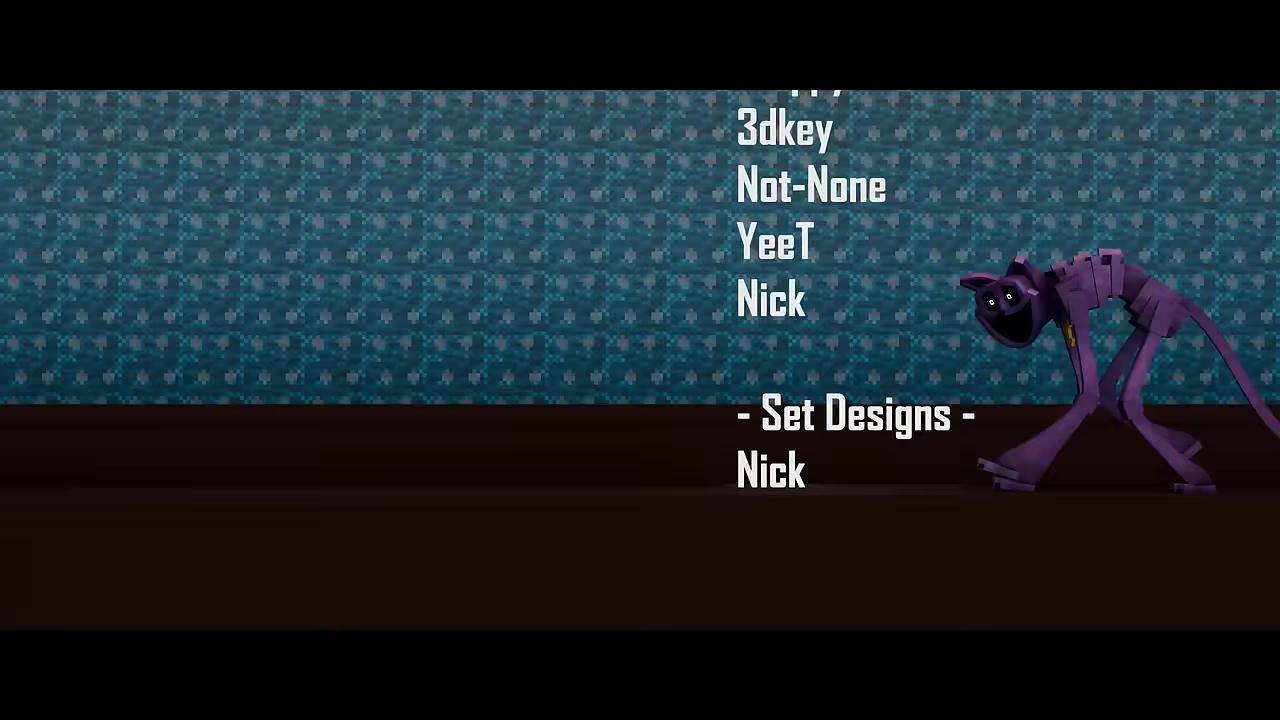 3dkey
Not-None
YeeT
Nick
- Set Designs -
Nick